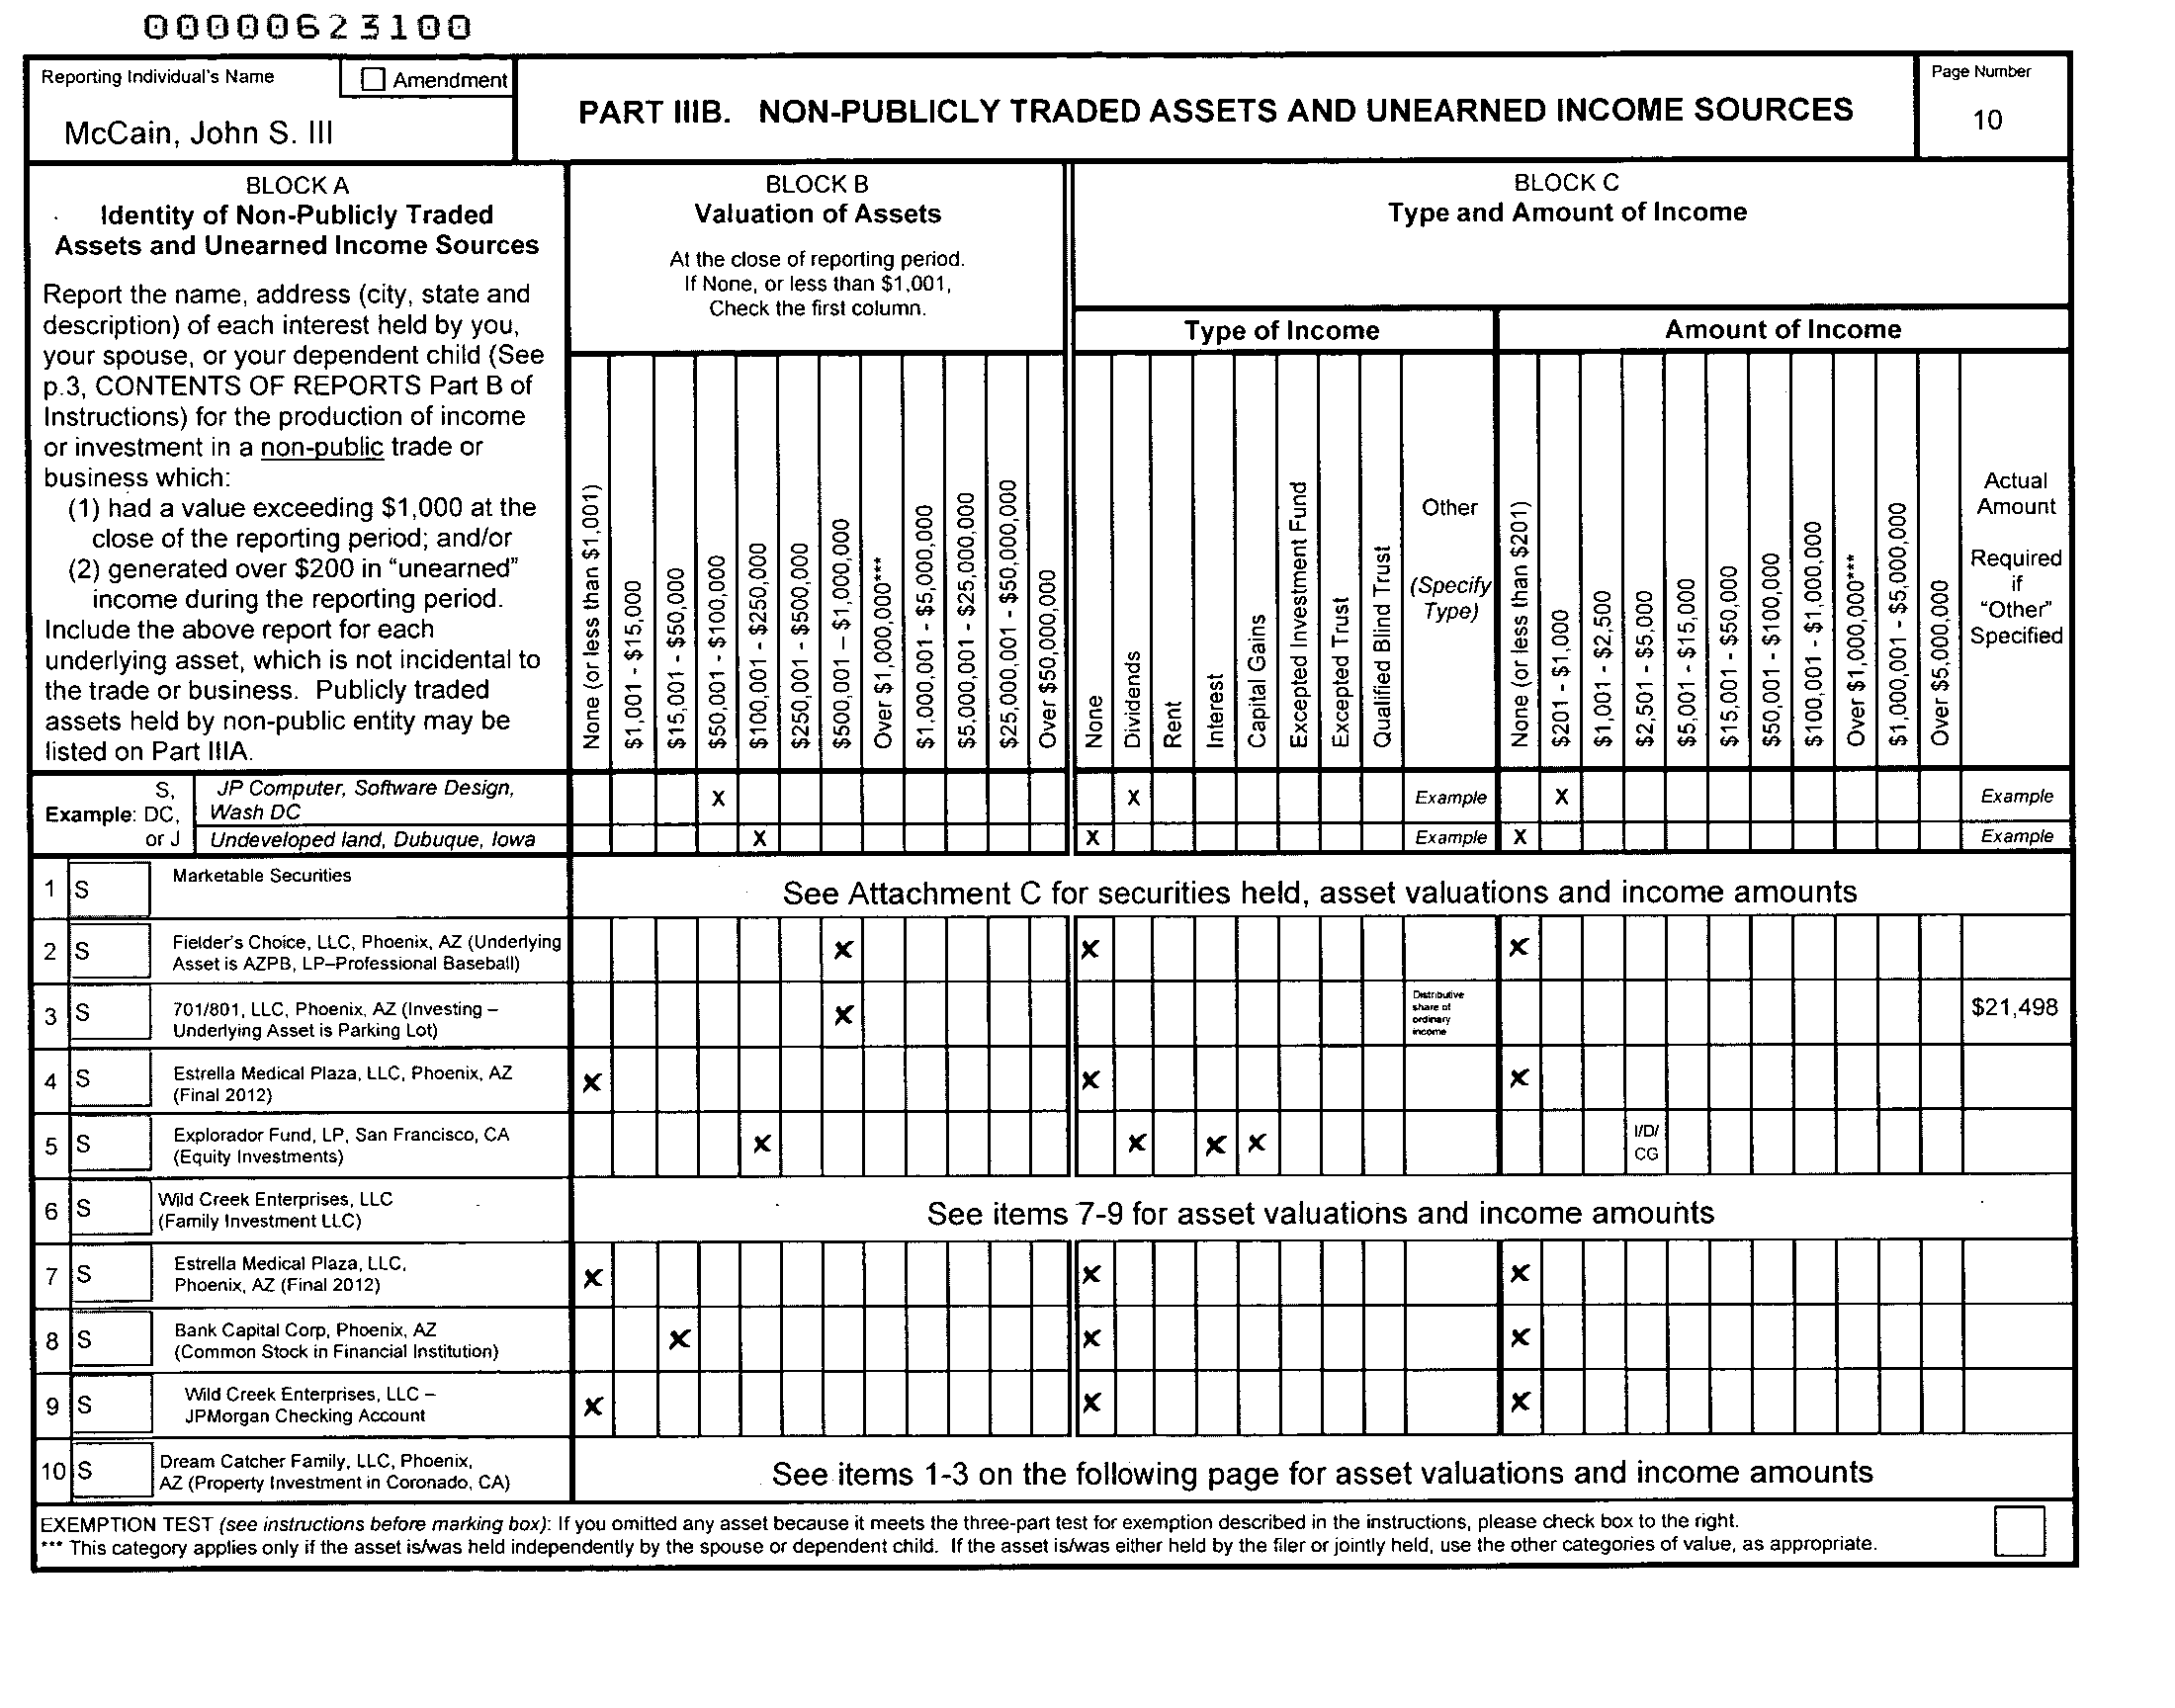 00000623100
Reporting Individual's Name
Amendment
McCain, John S. III
PART IIIB. NON-PUBLICLY TRADED ASSETS AND UNEARNED INCOME SOURCES
Page Number
10
BLOCK A
Identity of Non-Publicly Traded
Assets and Unearned Income Sources
Report the name, address (city, state and
description) of each interest held by you,
your spouse, or your dependent child (See
p.3, CONTENTS OF REPORTS Part B of
Instructions) for the production of income
or investment in a non-public trade or
business which:
(1) had a value exceeding $1,000 at the
close of the reporting period; and/or
(2) generated over $200 in “unearned”
income during the reporting period.
Include the above report for each
underlying asset, which is not incidental to
the trade or business. Publicly traded
assets held by non-public entity may be
listed on Part IIIA.
BLOCK B
Valuation of Assets
At the close of reporting period.
If None, or less than $1,001,
Check the first column.
None (or less than $1,001)
$1,001 - $15,000
$15,001 - $50,000
$50,001 - $100,000
$100,001 - $250,000
$250,001 - $500,000
$500,001 – $1,000,000
Over $1,000,000***
$1,000,001 - $5,000,000
$5,000,001 - $25,000,000
$25,000,001 - $50,000,000
Over $50,000,000
BLOCK C
Type and Amount of Income
Type of Income
None
Dividends
Rent
Interest
Capital Gains
Excepted Investment Fund
Excepted Trust
Qualified Blind Trust
Other
(Specify
Type)
Amount of Income
None (or less than $201)
$201 - $1,000
$1,001 - $2,500
$2,501 - $5,000
$5,001 - $15,000
$15,001 - $50,000
$50,001 - $100,000
$100,001 - $1,000,000
Over $1,000,000***
$1,000,001 - $5,000,000
Over $5,000,000
Actual
Amount
Required
if
“Other”
Specified
Example: S,
DC,
or J
JP Computer, Software Design,
Wash DC
X X Example X Example
Undeveloped land, Dubuque, Iowa X X Example X Example
1 S Marketable Securities
See Attachment C for securities held, asset valuations and income amounts
2 S Fielder's Choice, LLC, Phoenix, AZ (Underlying
Asset is AZPB, LP–Professional Baseball)
X X X
3 S 701/801, LLC, Phoenix, AZ (Investing –
Underlying Asset is Parking Lot)
X
Distributive
share of
ordinary
income
$21,498
4 S Estrella Medical Plaza, LLC, Phoenix, AZ
(Final 2012)
X X X
5 S Explorador Fund, LP, San Francisco, CA
(Equity Investments)
X X X X
I/D/
CG
6 S Wild Creek Enterprises, LLC
(Family Investment LLC)
See items 7-9 for asset valuations and income amounts
7 S Estrella Medical Plaza, LLC,
Phoenix, AZ (Final 2012)
X X X
8 S Bank Capital Corp, Phoenix, AZ
(Common Stock in Financial Institution)
X X X
9 S Wild Creek Enterprises, LLC –
JPMorgan Checking Account
X X X
10 S Dream Catcher Family, LLC, Phoenix,
AZ (Property Investment in Coronado, CA)
See items 1-3 on the following page for asset valuations and income amounts
EXEMPTION TEST (see instructions before marking box): If you omitted any asset because it meets the three-part test for exemption described in the instructions, please check box to the right.
*** This category applies only if the asset is/was held independently by the spouse or dependent child. If the asset is/was either held by the filer or jointly held, use the other categories of value, as appropriate.